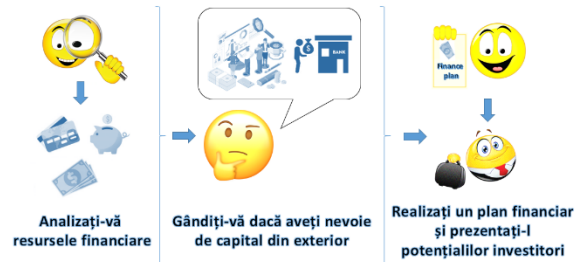 BANK
Finance
plan
Analizați-vă
resursele financiare
Gândiți-vă dacă aveți nevoie
de capital din exterior
Realizați un plan financiar
și prezentați-l
potențialilor investitori